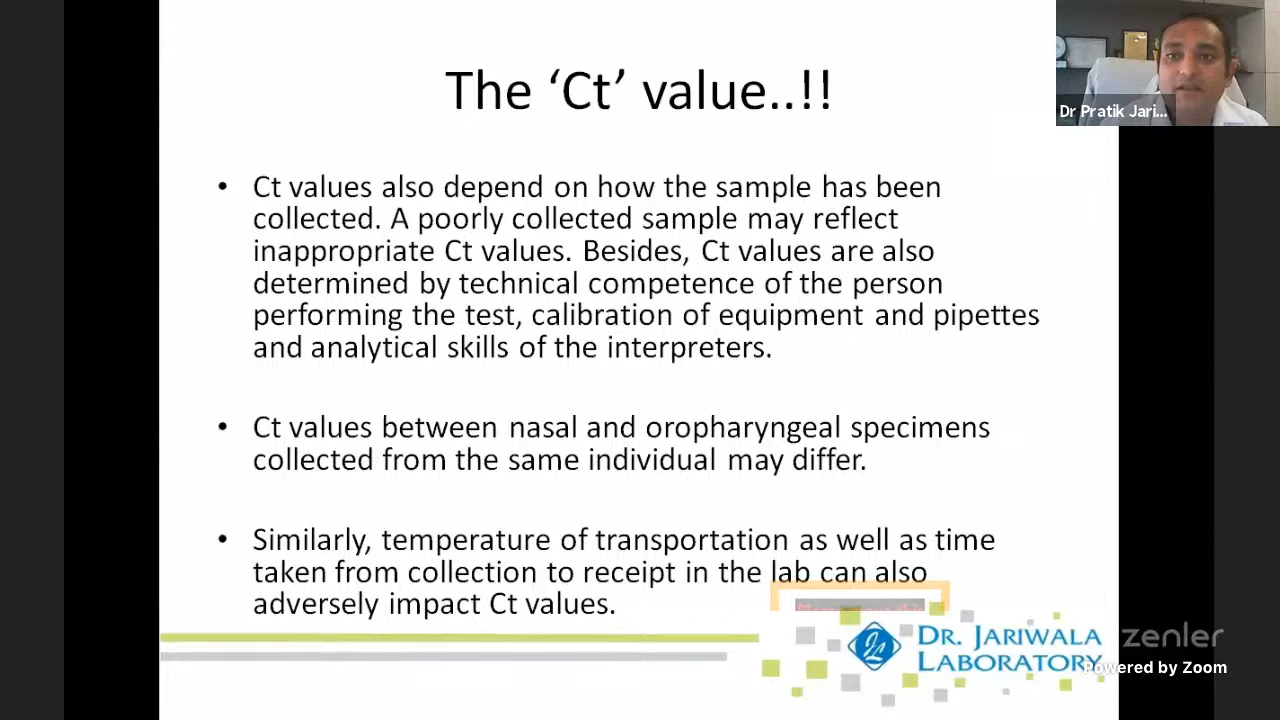 The ‘Ct’ value..!!
Dr Pratik Jari...
• Ct values also depend on how the sample has been
collected. A poorly collected sample may reflect
inappropriate Ct values. Besides, Ct values are also
determined by technical competence of the person
performing the test, calibration of equipment and pipettes
and analytical skills of the interpreters.
• Ct values between nasal and oropharyngeal specimens
collected from the same individual may differ.
• Similarly, temperature of transportation as well as time
taken from collection to receipt in the lab can also
adversely impact Ct values.
DR. JARIWALA
LABORATORY
zenler
Powered by Zoom